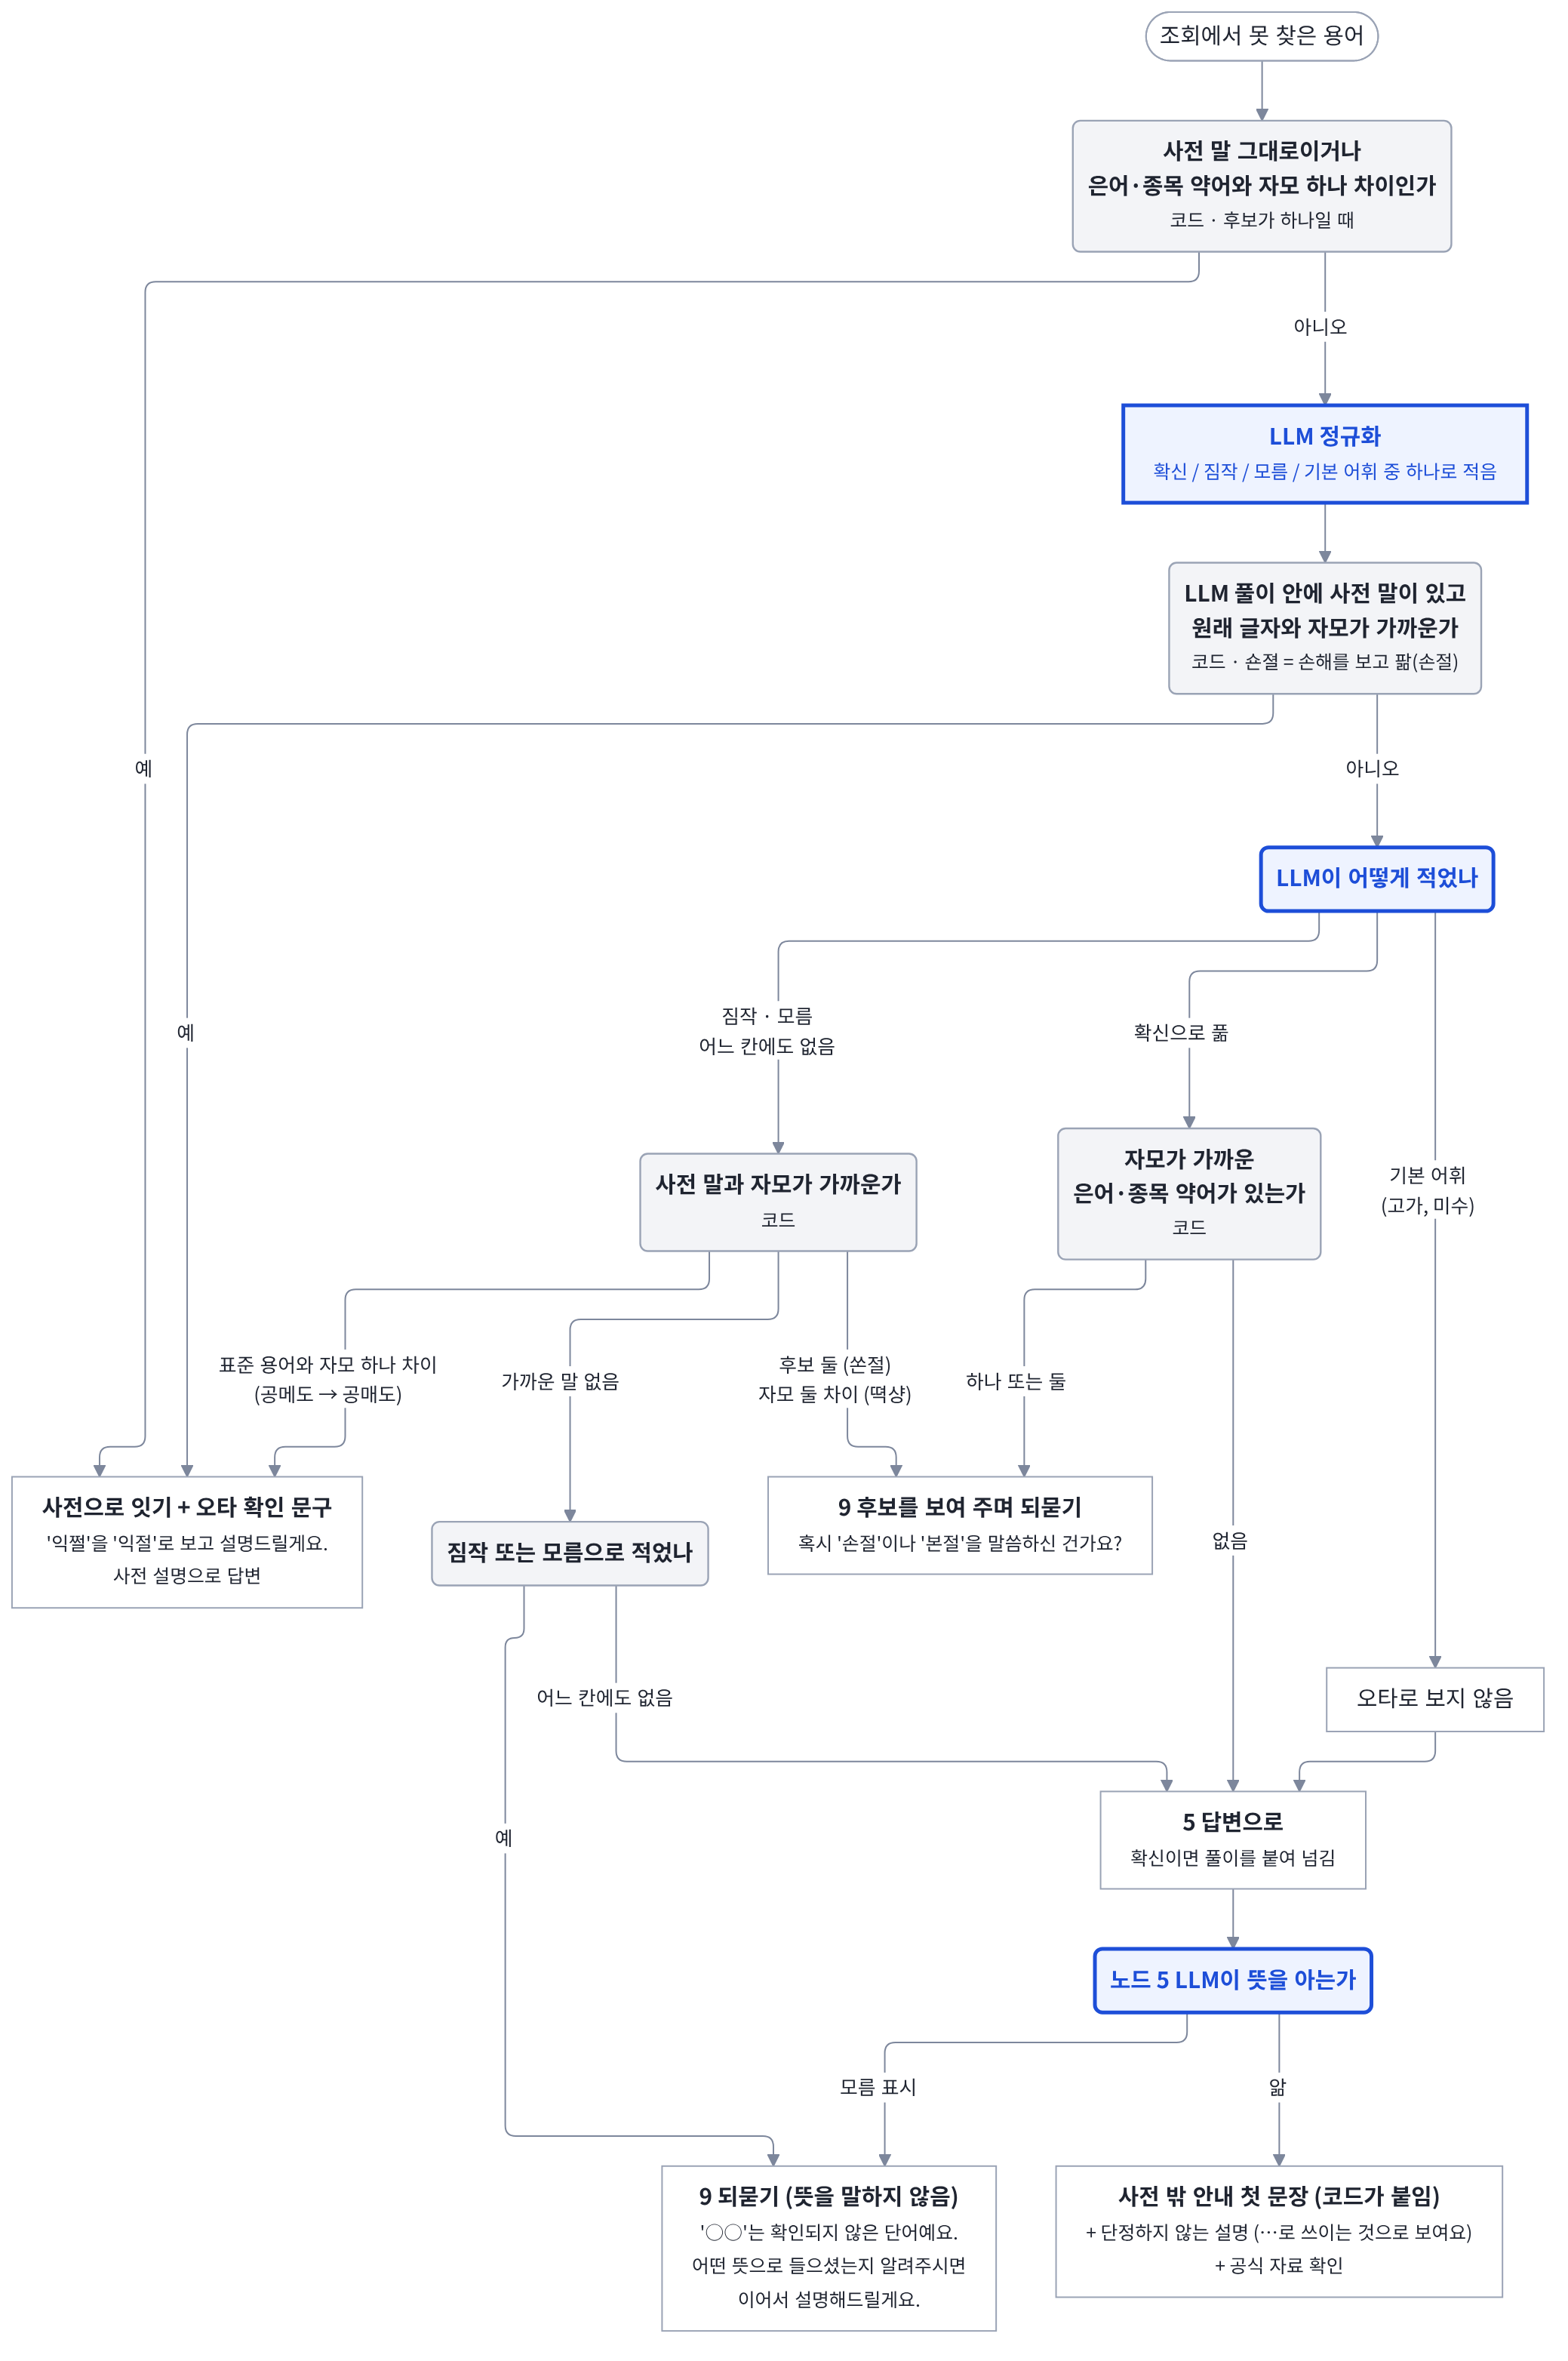 조회에서 못 찾은 용어
사전 말 그대로이거나
은어·종목 약어와 자모 하나 차이인가
코드 · 후보가 하나일 때
아니오
LLM 정규화
확신 / 짐작 / 모름 / 기본 어휘 중 하나로 적음
LLM 풀이 안에 사전 말이 있고
원래 글자와 자모가 가까운가
코드 · 숀졀 = 손해를 보고 팖(손절)
예
아니오
LLM이 어떻게 적었나
예
짐작 · 모름
어느 칸에도 없음
확신으로 풂
기본 어휘
(고가, 미수)
사전 말과 자모가 가까운가
코드
자모가 가까운
은어·종목 약어가 있는가
코드
표준 용어와 자모 하나 차이
(공메도 → 공매도)
가까운 말 없음
후보 둘 (쏜절)
자모 둘 차이 (떡샹)
하나 또는 둘
사전으로 잇기 + 오타 확인 문구
'익쩔'을 '익절'로 보고 설명드릴게요.
사전 설명으로 답변
짐작 또는 모름으로 적었나
9 후보를 보여 주며 되묻기
혹시 '손절'이나 '본절'을 말씀하신 건가요?
없음
어느 칸에도 없음
오타로 보지 않음
5 답변으로
확신이면 풀이를 붙여 넘김
예
노드 5 LLM이 뜻을 아는가
모름 표시
앎
9 되묻기 (뜻을 말하지 않음)
'○○'는 확인되지 않은 단어예요.
어떤 뜻으로 들으셨는지 알려주시면
이어서 설명해드릴게요.
사전 밖 안내 첫 문장 (코드가 붙임)
+ 단정하지 않는 설명 (…로 쓰이는 것으로 보여요)
+ 공식 자료 확인